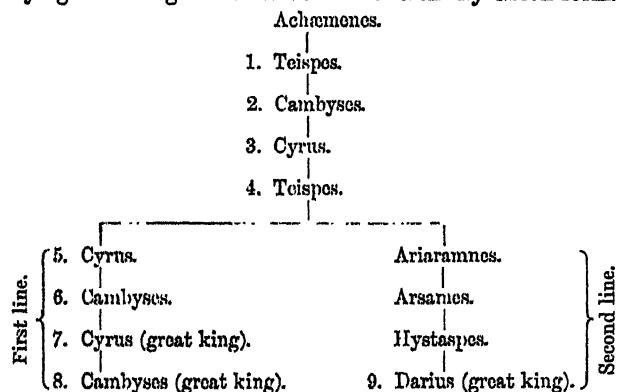 Achæmenes.
1. Teispes.
2. Cambyses.
3. Cyrus.
4. Teispes.
First line.
5. Cyrus.
6. Cambyses.
7. Cyrus (great king).
8. Cambyses (great king).
Ariaramnes.
Arsames.
Hystaspes.
9. Darius (great king).
Second line.